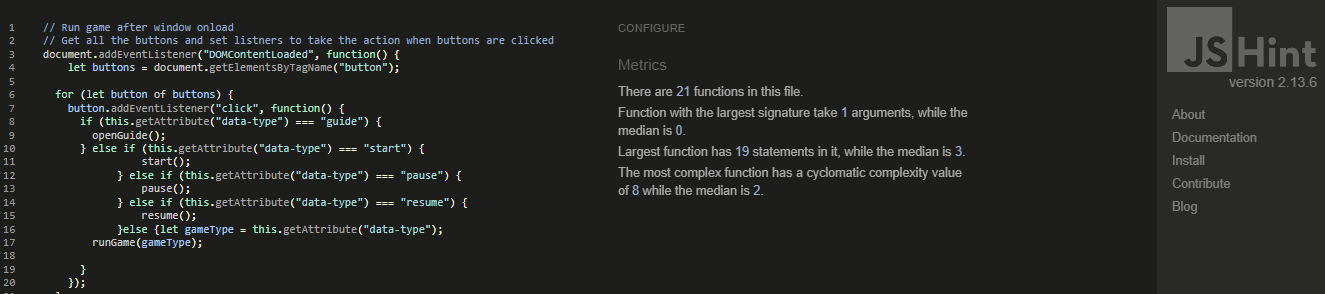 1 // Run game after window onload
2 // Get all the buttons and set listners to take the action when buttons are clicked
3 document.addEventListener("DOMContentLoaded", function() {
4 let buttons = document.getElementsByTagName("button");
5
6 for (let button of buttons) {
7 button.addEventListener("click", function() {
8 if (this.getAttribute("data-type") === "guide") {
9 openGuide();
10 } else if (this.getAttribute("data-type") === "start") {
11 start();
12 } else if (this.getAttribute("data-type") === "pause") {
13 pause();
14 } else if (this.getAttribute("data-type") === "resume") {
15 resume();
16 }else {let gameType = this.getAttribute("data-type");
17 runGame(gameType);
18
19 }
20 });
CONFIGURE
Metrics
There are 21 functions in this file.
Function with the largest signature take 1 arguments, while the
median is 0.
Largest function has 19 statements in it, while the median is 3.
The most complex function has a cyclomatic complexity value
of 8 while the median is 2.
JSHint
version 2.13.6
About
Documentation
Install
Contribute
Blog